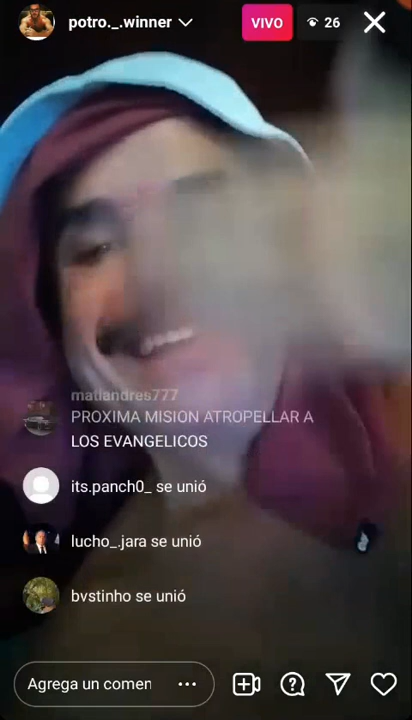 potro._.winner
VIVO
26
matiandres777
PROXIMA MISION ATROPELLAR A
LOS EVANGELICOS
its.panch0_ se unió
lucho_.jara se unió
bvstinho se unió
Agrega un comen